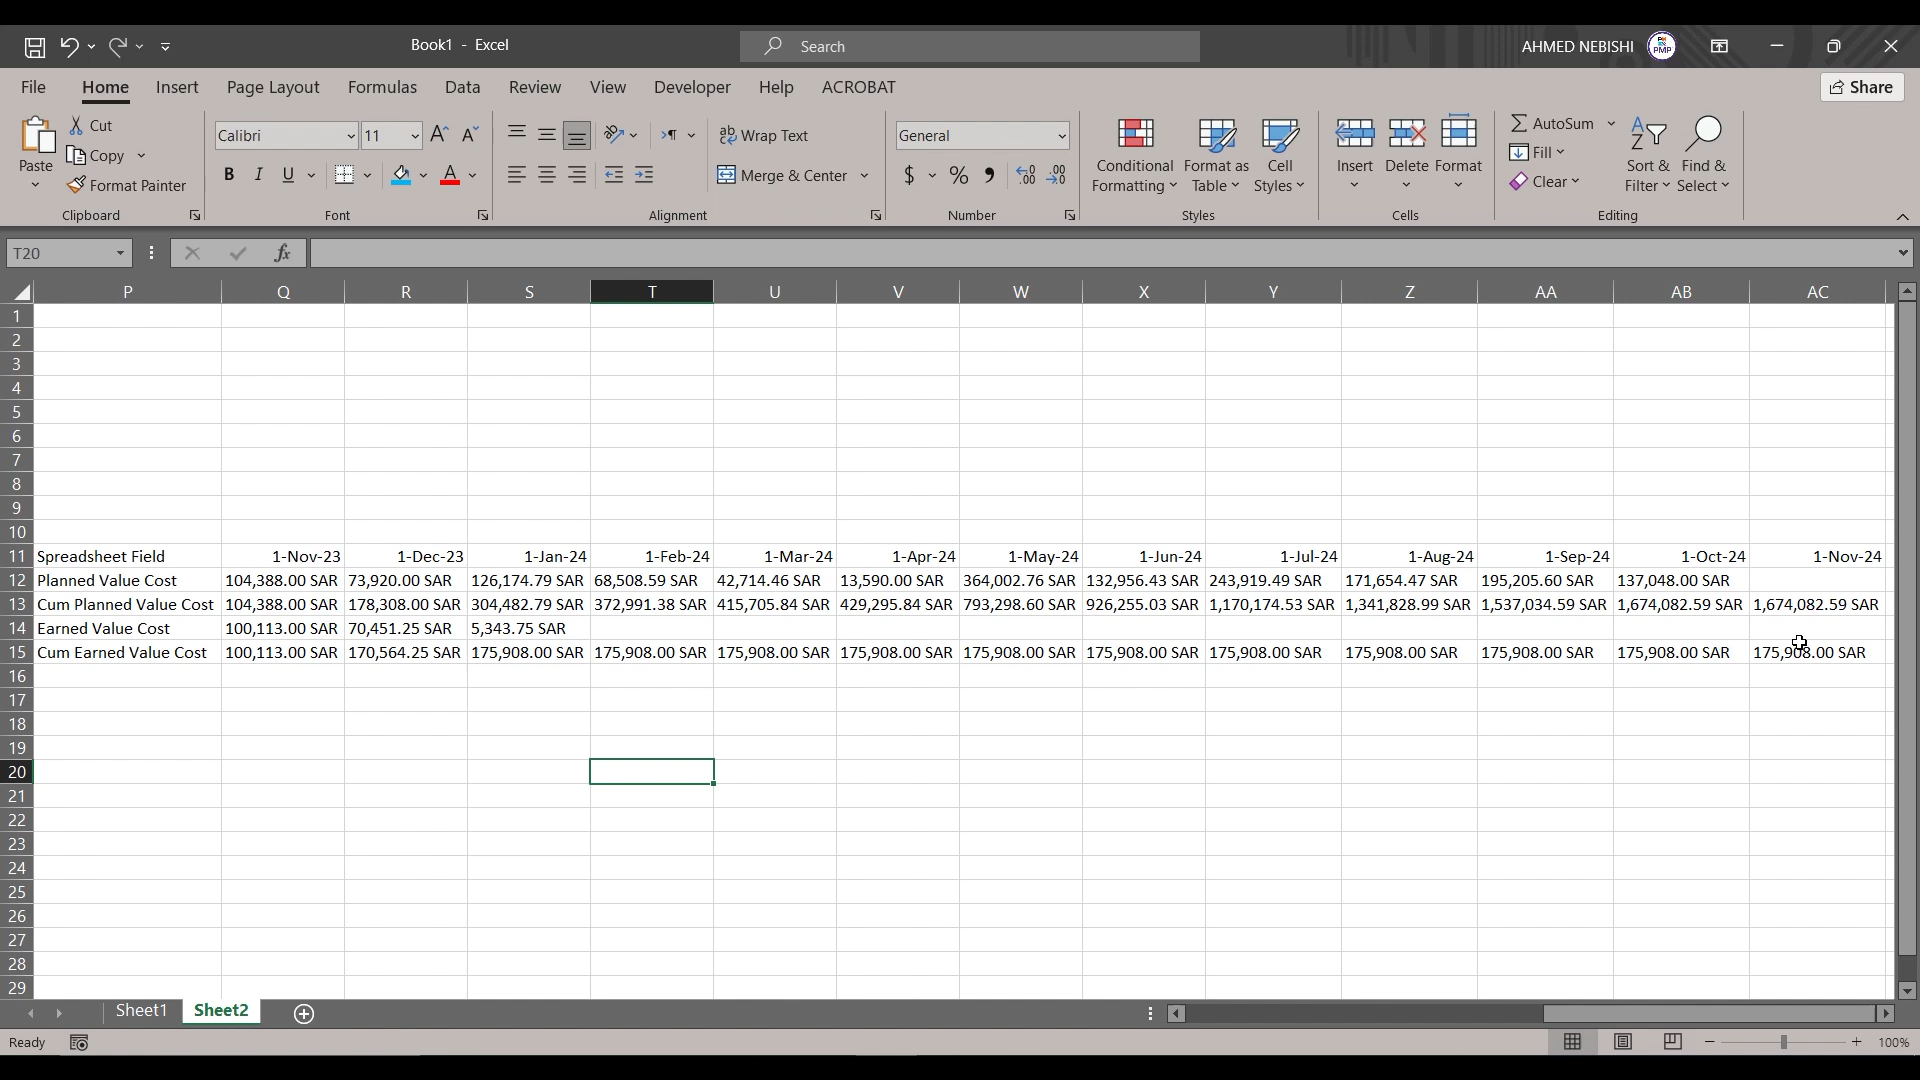 Book1 - Excel
Search
AHMED NEBISHI
PMP
File Home Insert Page Layout Formulas Data Review View Developer Help ACROBAT
Share
Paste
Cut
Copy
Format Painter
Clipboard
Calibri 11
B I U
Font
Wrap Text
Merge & Center
Alignment
General
$ %
Number
Conditional Formatting
Format as Table
Cell Styles
Styles
Insert Delete Format
Cells
AutoSum
Fill
Clear
Sort & Filter
Find & Select
Editing
T20
fx
P Q R S T U V W X Y Z AA AB AC
1
2
3
4
5
6
7
8
9
10
11 Spreadsheet Field 1-Nov-23 1-Dec-23 1-Jan-24 1-Feb-24 1-Mar-24 1-Apr-24 1-May-24 1-Jun-24 1-Jul-24 1-Aug-24 1-Sep-24 1-Oct-24 1-Nov-24
12 Planned Value Cost 104,388.00 SAR 73,920.00 SAR 126,174.79 SAR 68,508.59 SAR 42,714.46 SAR 13,590.00 SAR 364,002.76 SAR 132,956.43 SAR 243,919.49 SAR 171,654.47 SAR 195,205.60 SAR 137,048.00 SAR
13 Cum Planned Value Cost 104,388.00 SAR 178,308.00 SAR 304,482.79 SAR 372,991.38 SAR 415,705.84 SAR 429,295.84 SAR 793,298.60 SAR 926,255.03 SAR 1,170,174.53 SAR 1,341,828.99 SAR 1,537,034.59 SAR 1,674,082.59 SAR 1,674,082.59 SAR
14 Earned Value Cost 100,113.00 SAR 70,451.25 SAR 5,343.75 SAR
15 Cum Earned Value Cost 100,113.00 SAR 170,564.25 SAR 175,908.00 SAR 175,908.00 SAR 175,908.00 SAR 175,908.00 SAR 175,908.00 SAR 175,908.00 SAR 175,908.00 SAR 175,908.00 SAR 175,908.00 SAR 175,908.00 SAR 175,908.00 SAR
16
17
18
19
20
21
22
23
24
25
26
27
28
29
Sheet1 Sheet2
Ready
100%